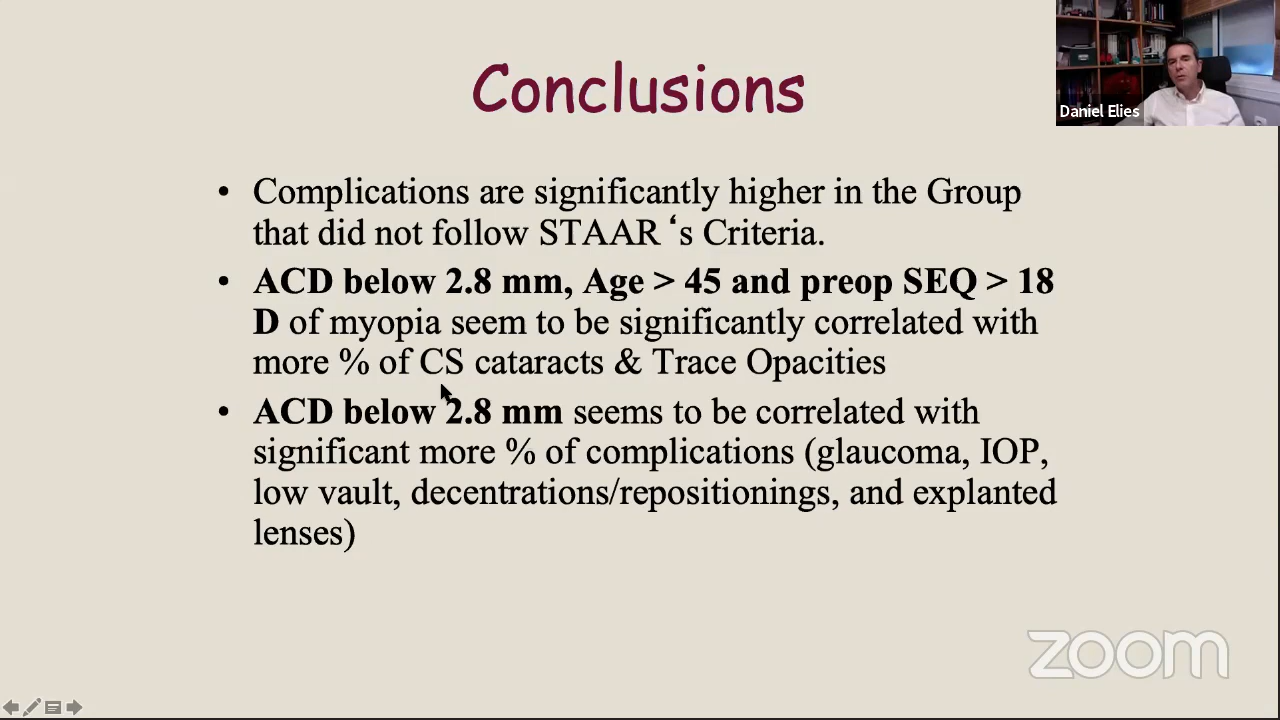 Conclusions
Daniel Elies
• Complications are significantly higher in the Group
that did not follow STAAR ‘s Criteria.
• ACD below 2.8 mm, Age > 45 and preop SEQ > 18
D of myopia seem to be significantly correlated with
more % of CS cataracts & Trace Opacities
• ACD below 2.8 mm seems to be correlated with
significant more % of complications (glaucoma, IOP,
low vault, decentrations/repositionings, and explanted
lenses)
zoom